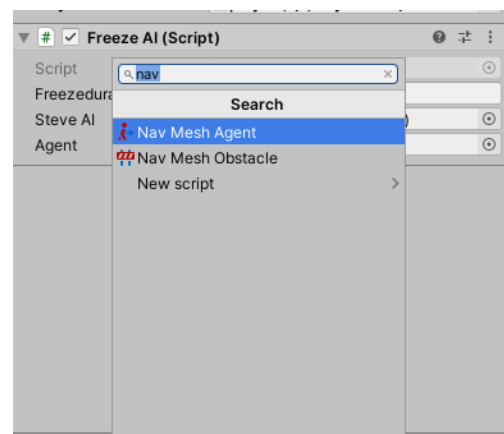 Freeze AI (Script)
Script
nav
Freezedura
Search
Steve AI
Nav Mesh Agent
Agent
Nav Mesh Obstacle
New script